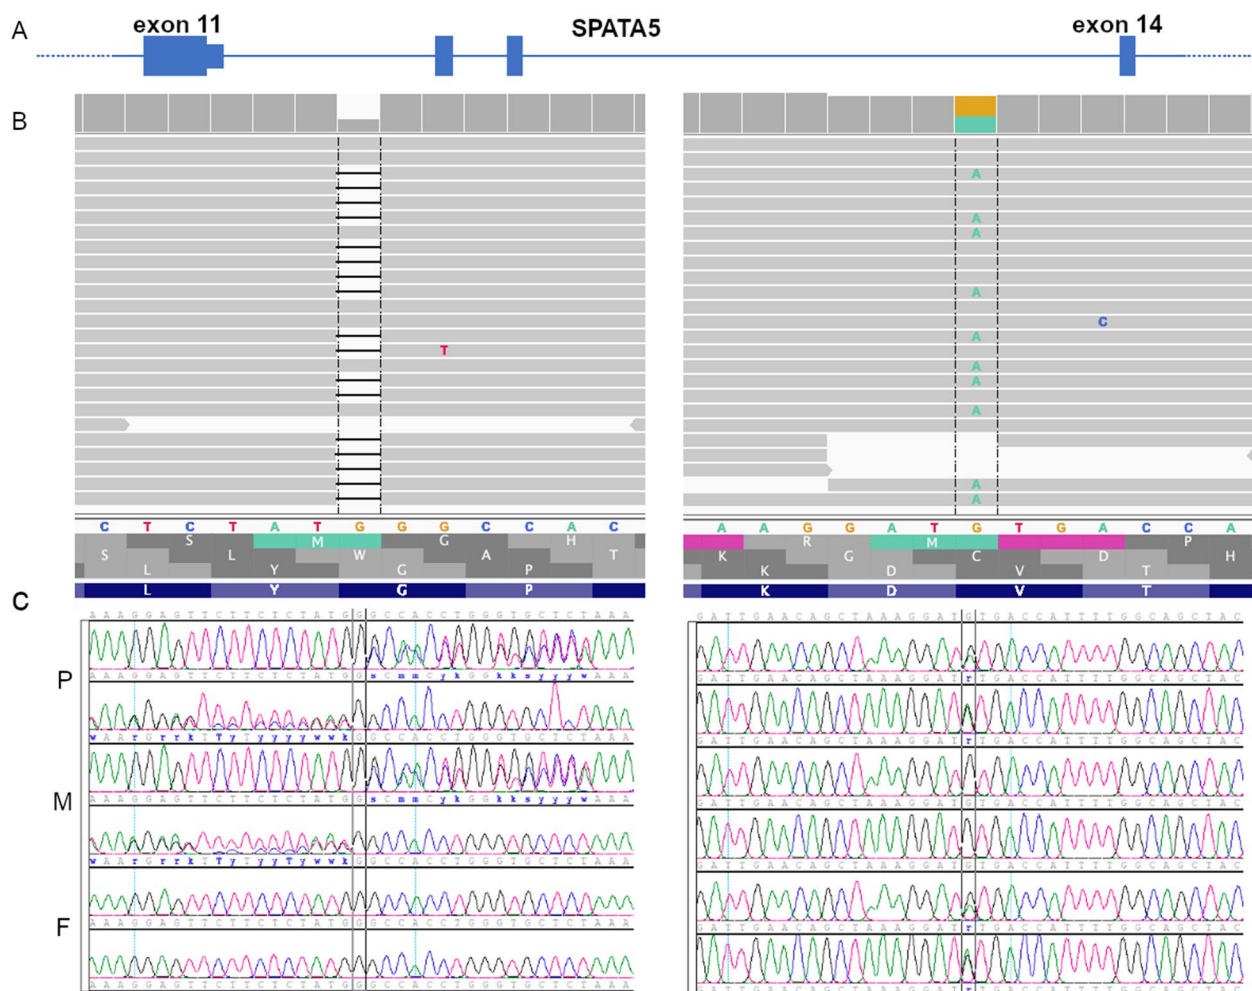 A
exon 11
SPATA5
exon 14
B
A
A
A
A
C
A
T
A
A
A
A
A
C T C T A T G G G C C A C
A A G G A T G T G A C C A
S M G H
R M P
S L Y W A T
K G C D H
L Y G P
K D V T
L Y G P
K D V T
C
A A A G G A G T T C T T C T C T A T G G G C C A C C T G G G T G C T C T A A A
G A T T G A A C A G C T A A A G G A T G T G A C C A T T T T G G C A G C T A C
P
A A A G G A G T T C T T C T C T A T G G s c m m c y k G G k k s y y y w A A A
G A T T G A A C A G C T A A A G G A T r T G A C C A T T T T G G C A G C T A C
w A A r G r r k T T y T y y y y w w k G C C A C C T G G G T G C T C T A A A
G A T T G A A C A G C T A A A G G A T r T G A C C A T T T T G G C A G C T A C
M
A A A G G A G T T C T T C T C T A T G G s c m m C y k G G k k s y y y w A A A
G A T T G A A C A G C T A A A G G A T G T G A C C A T T T T G G C A G C T A C
w A A r G r r k T T y T y y T y w w k G C C A C C T G G G T G C T C T A A A
G A T T G A A C A G C T A A A G G A T G T G A C C A T T T T G G C A G C T A C
F
A A A G G A G T T C T T C T C T A T G G G C C A C C T G G G T G C T C T A A A
G A T T G A A C A G C T A A A G G A T r T G A C C A T T T T G G C A G C T A C
A A A G G A G T T C T T C T C T A T G G G C C A C C T G G G T G C T C T A A A
G A T T G A A C A G C T A A A G G A T r T G A C C A T T T T G G C A G C T A C